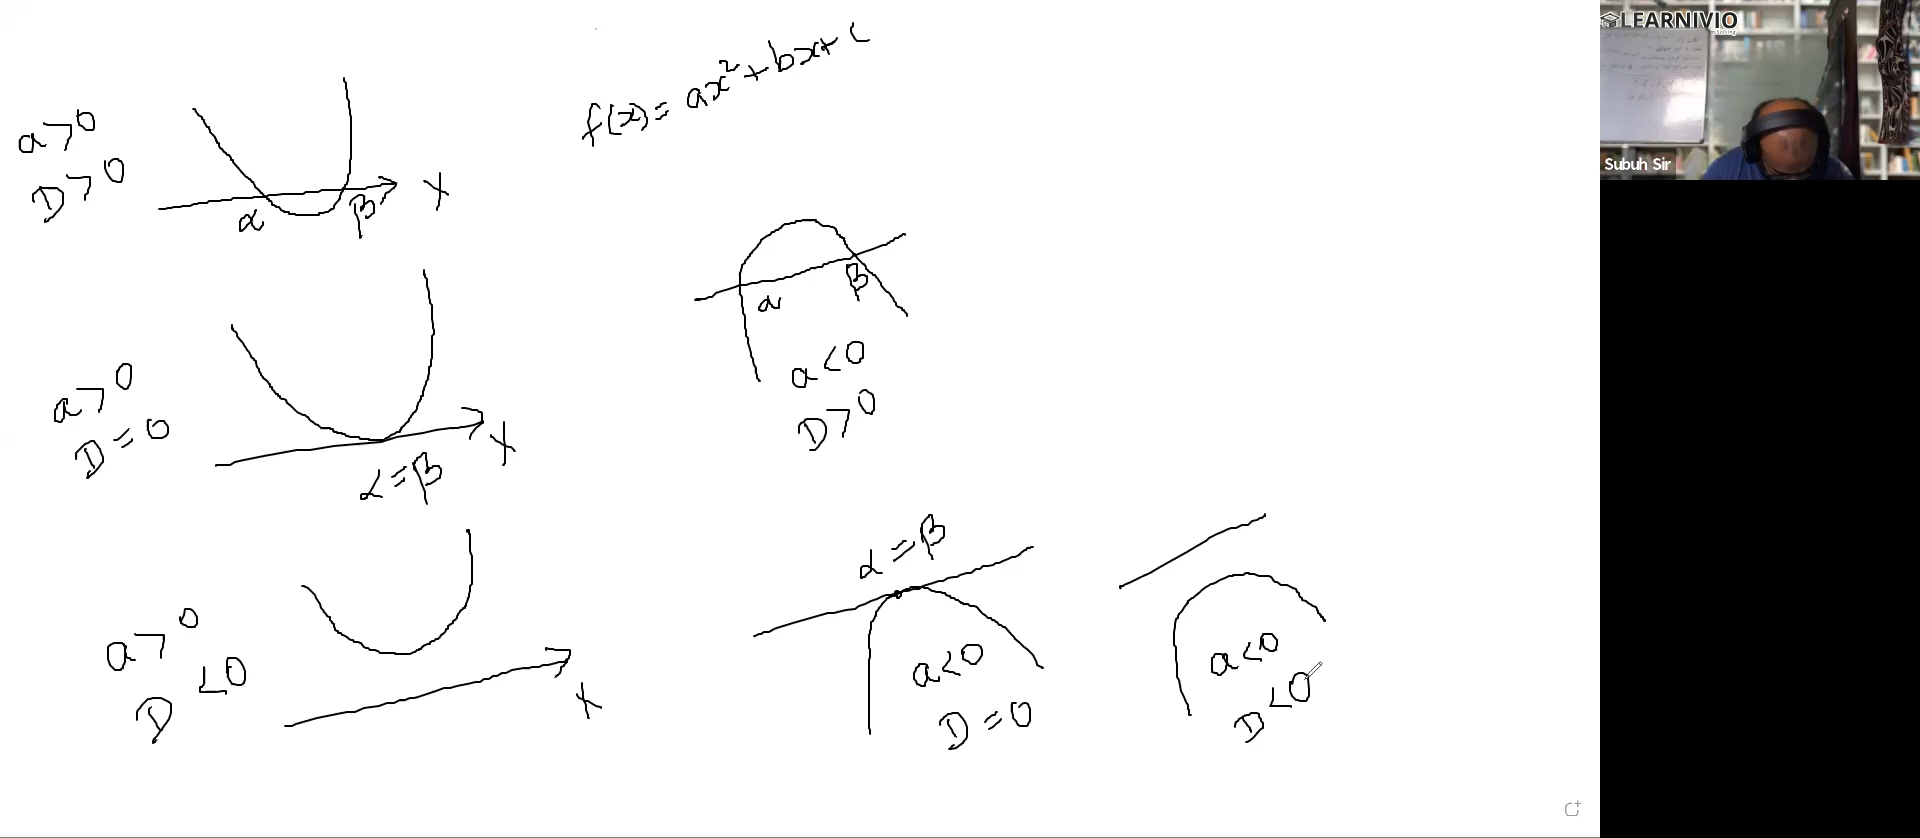 f(x) = ax² + bx + c
a > 0
D > 0
α
β
X
a > 0
D = 0
α = β
X
a > 0
D < 0
X
α
β
a < 0
D > 0
α = β
a < 0
D = 0
a < 0
D < 0
LEARNIVIO
Subuh Sir